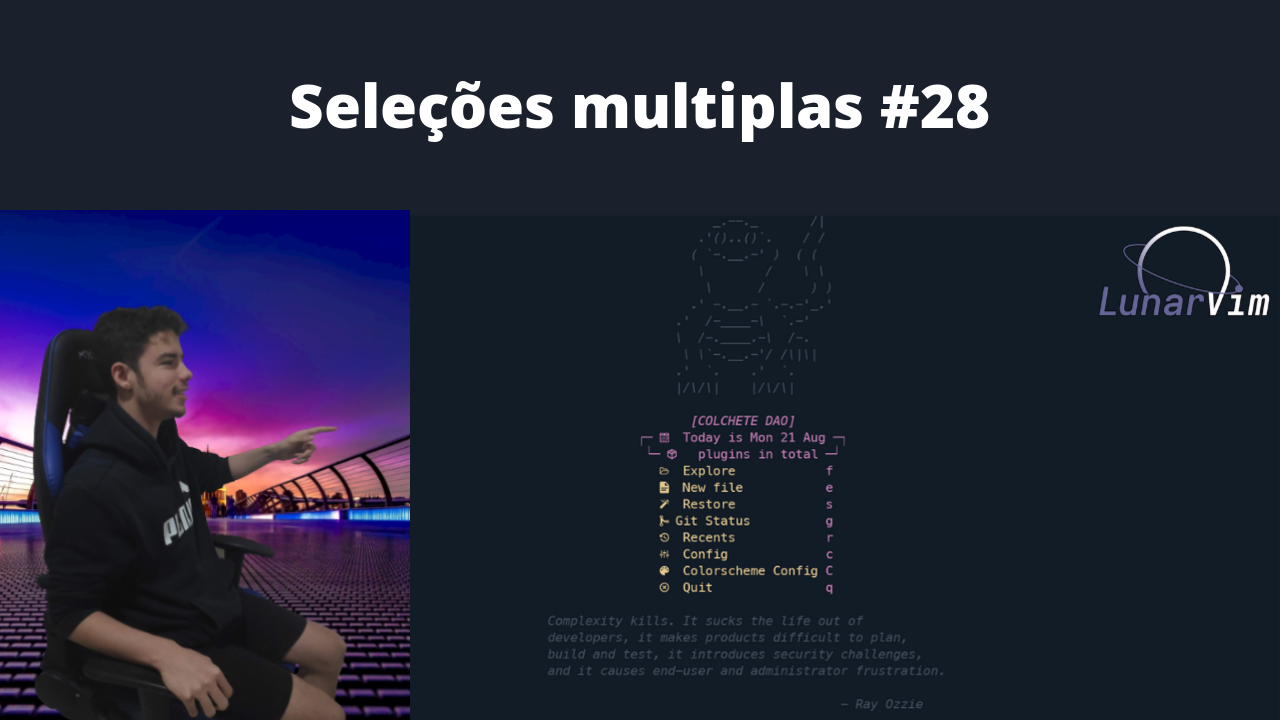 Seleções multiplas #28
LunarVim
[COLCHETE DAO]
Today is Mon 21 Aug
plugins in total
Explore f
New file e
Restore s
Git Status g
Recents r
Config c
Colorscheme Config C
Quit q
Complexity kills. It sucks the life out of
developers, it makes products difficult to plan,
build and test, it introduces security challenges,
and it causes end-user and administrator frustration.
- Ray Ozzie